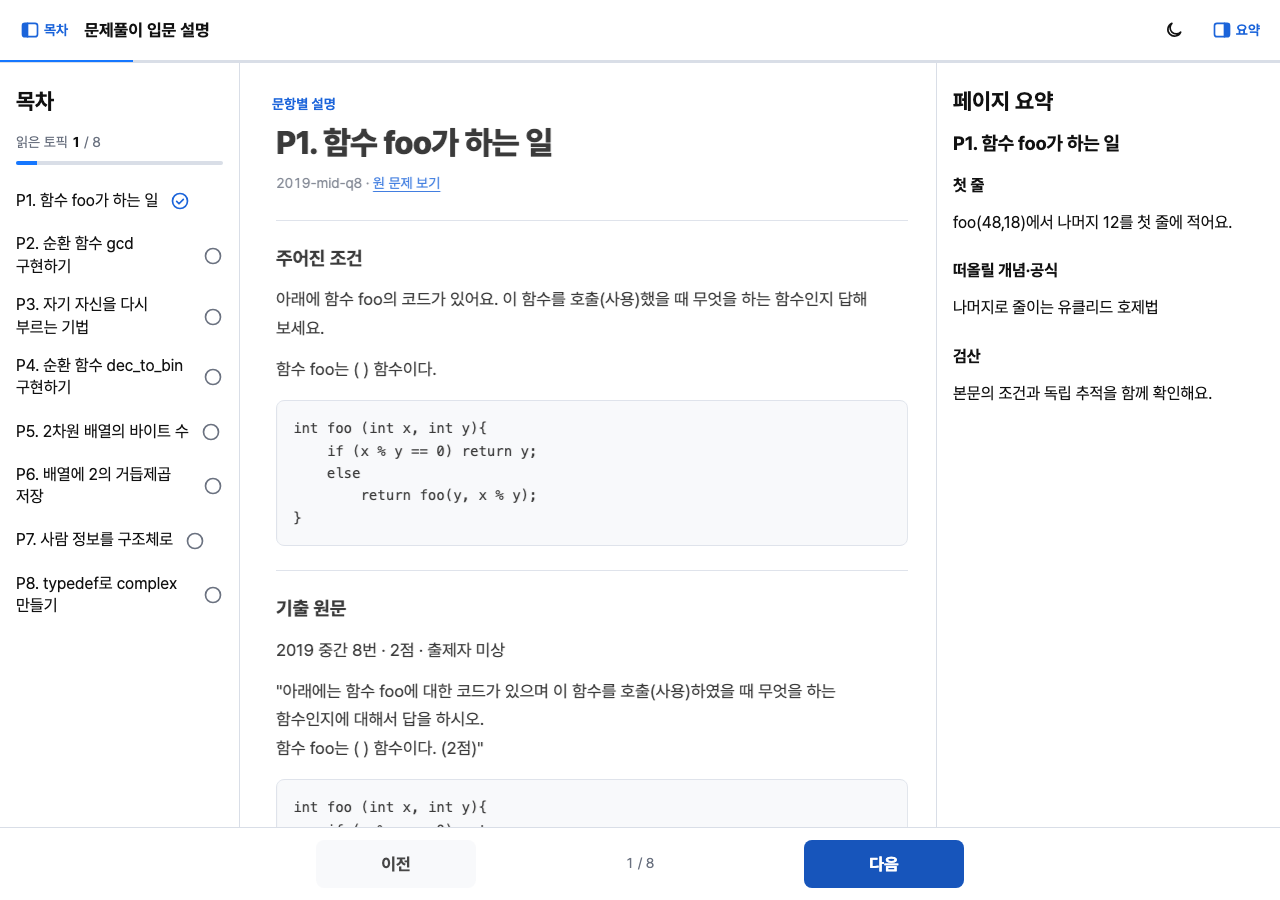 목차
문제풀이 입문 설명
요약
목차
읽은 토픽 1 / 8
P1. 함수 foo가 하는 일
P2. 순환 함수 gcd
구현하기
P3. 자기 자신을 다시
부르는 기법
P4. 순환 함수 dec_to_bin
구현하기
P5. 2차원 배열의 바이트 수
P6. 배열에 2의 거듭제곱
저장
P7. 사람 정보를 구조체로
P8. typedef로 complex
만들기
문항별 설명
P1. 함수 foo가 하는 일
2019-mid-q8 · 원 문제 보기
주어진 조건
아래에 함수 foo의 코드가 있어요. 이 함수를 호출(사용)했을 때 무엇을 하는 함수인지 답해
보세요.
함수 foo는 ( ) 함수이다.
int foo (int x, int y){
    if (x % y == 0) return y;
    else
        return foo(y, x % y);
}
기출 원문
2019 중간 8번 · 2점 · 출제자 미상
"아래에는 함수 foo에 대한 코드가 있으며 이 함수를 호출(사용)하였을 때 무엇을 하는
함수인지에 대해서 답을 하시오.
함수 foo는 ( ) 함수이다. (2점)"
int foo (int x, int y){
페이지 요약
P1. 함수 foo가 하는 일
첫 줄
foo(48,18)에서 나머지 12를 첫 줄에 적어요.
떠올릴 개념·공식
나머지로 줄이는 유클리드 호제법
검산
본문의 조건과 독립 추적을 함께 확인해요.
이전
1 / 8
다음